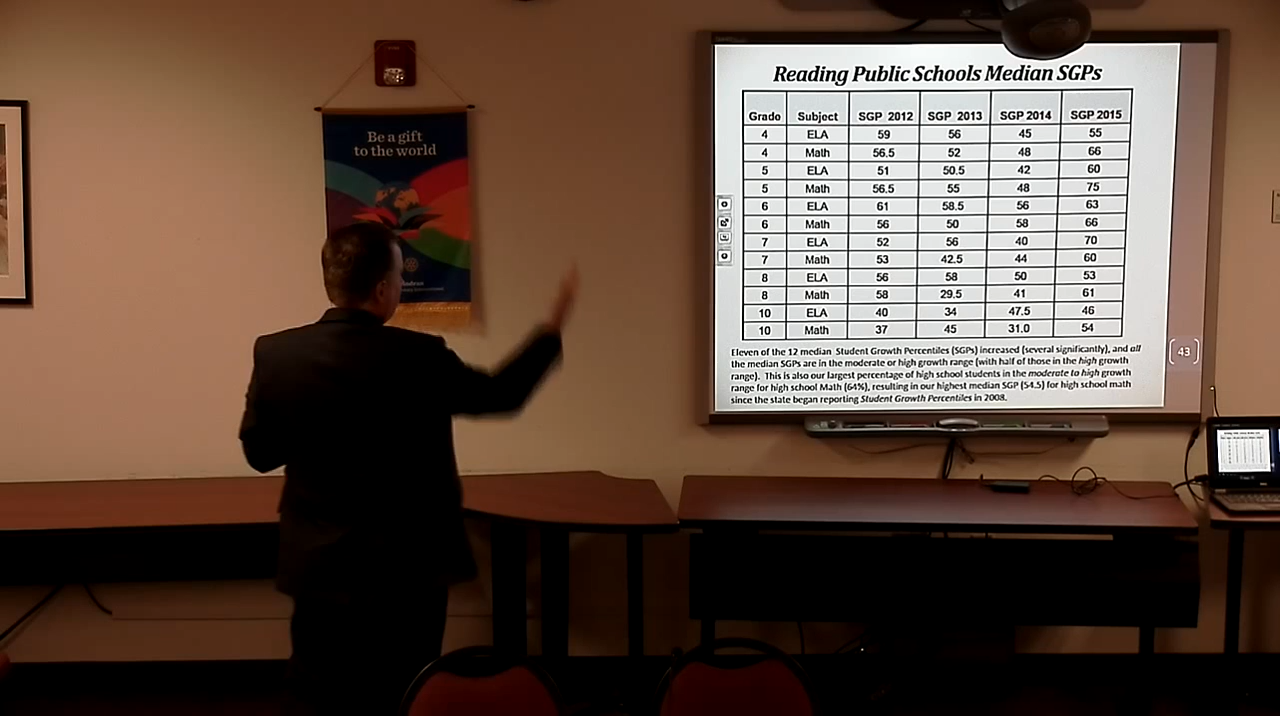 Be a gift
to the world
Reading Public Schools Median SGPs
Grade Subject SGP 2012 SGP 2013 SGP 2014 SGP 2015
4 ELA 59 56 45 55
4 Math 56.5 52 48 66
5 ELA 51 50.5 42 60
5 Math 56.5 55 48 75
6 ELA 61 58.5 56 63
6 Math 56 50 58 66
7 ELA 52 56 40 70
7 Math 53 42.5 44 60
8 ELA 56 58 50 53
8 Math 58 29.5 41 61
10 ELA 40 34 47.5 46
10 Math 37 45 31.0 54
Eleven of the 12 median Student Growth Percentiles (SGPs) increased (several significantly), and all
the median SGPs are in the moderate or high growth range (with half of those in the high growth
range). This is also our largest percentage of high school students in the moderate to high growth
range for high school Math (64%), resulting in our highest median SGP (54.5) for high school math
since the state began reporting Student Growth Percentiles in 2008.
43